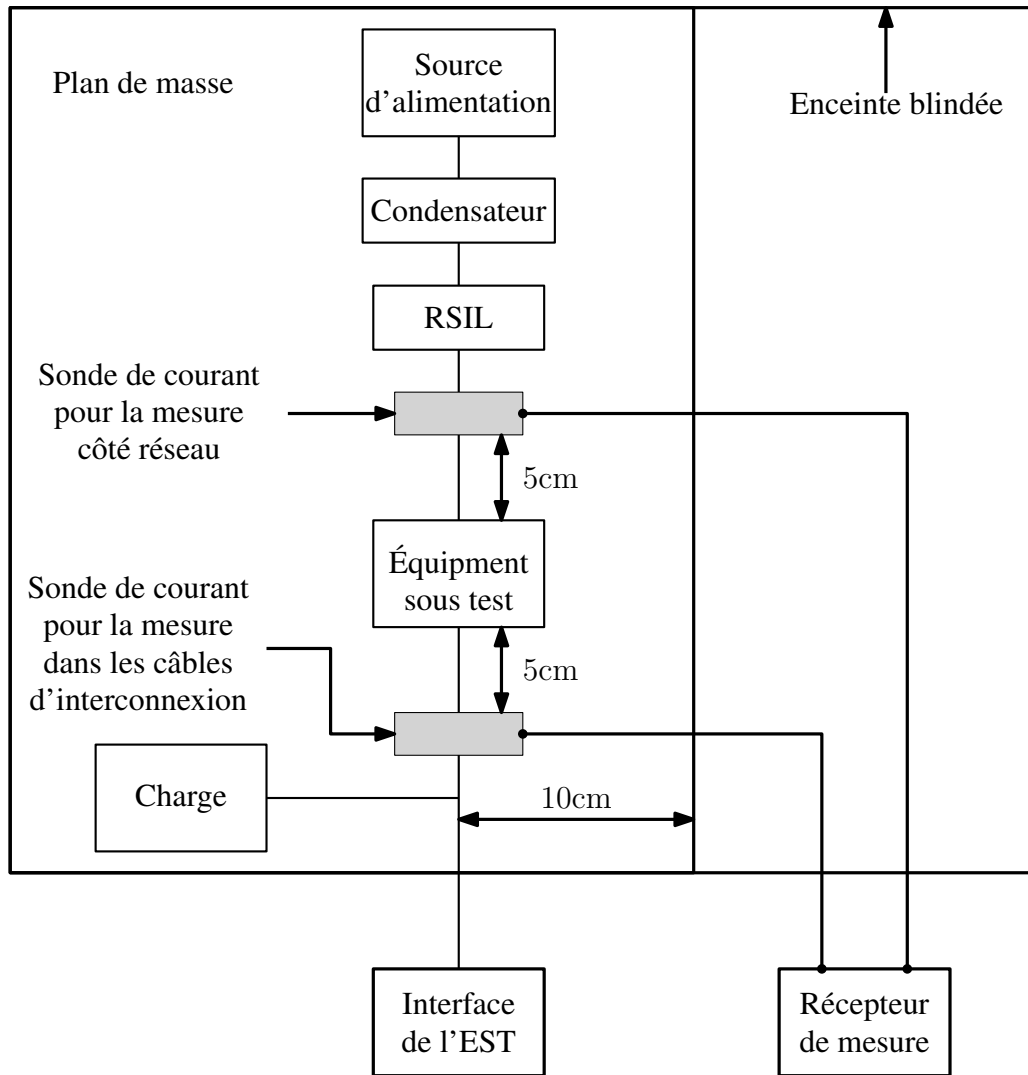 Plan de masse
Source
d'alimentation
Enceinte blindée
Condensateur
RSIL
Sonde de courant
pour la mesure
côté réseau
5cm
Équipment
sous test
Sonde de courant
pour la mesure
dans les câbles
d'interconnexion
5cm
Charge
10cm
Interface
de l'EST
Récepteur
de mesure